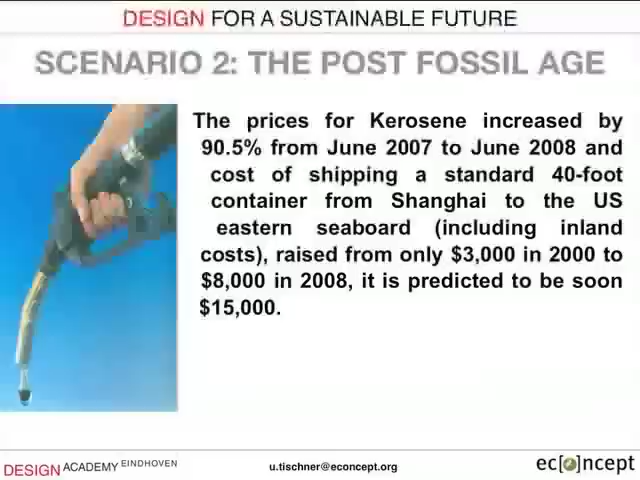 DESIGN FOR A SUSTAINABLE FUTURE
SCENARIO 2: THE POST FOSSIL AGE
The prices for Kerosene increased by
90.5% from June 2007 to June 2008 and
cost of shipping a standard 40-foot
container from Shanghai to the US
eastern seaboard (including inland
costs), raised from only $3,000 in 2000 to
$8,000 in 2008, it is predicted to be soon
$15,000.
DESIGN ACADEMY EINDHOVEN
u.tischner@econcept.org
ec[o]ncept